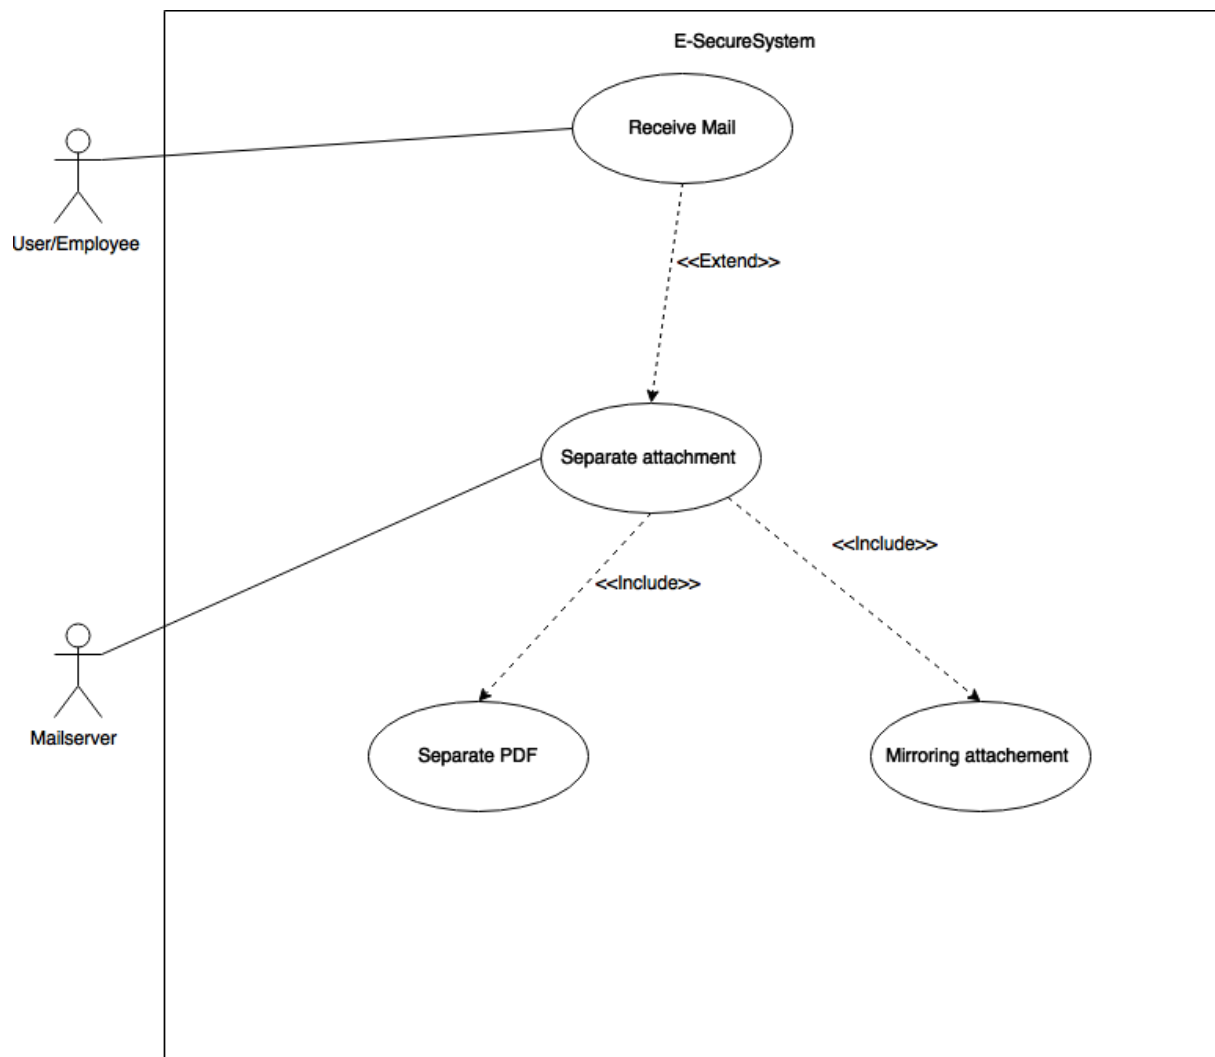 E-SecureSystem
Receive Mail
User/Employee
<<Extend>>
Separate attachment
<<Include>>
<<Include>>
Mailserver
Separate PDF
Mirroring attachement